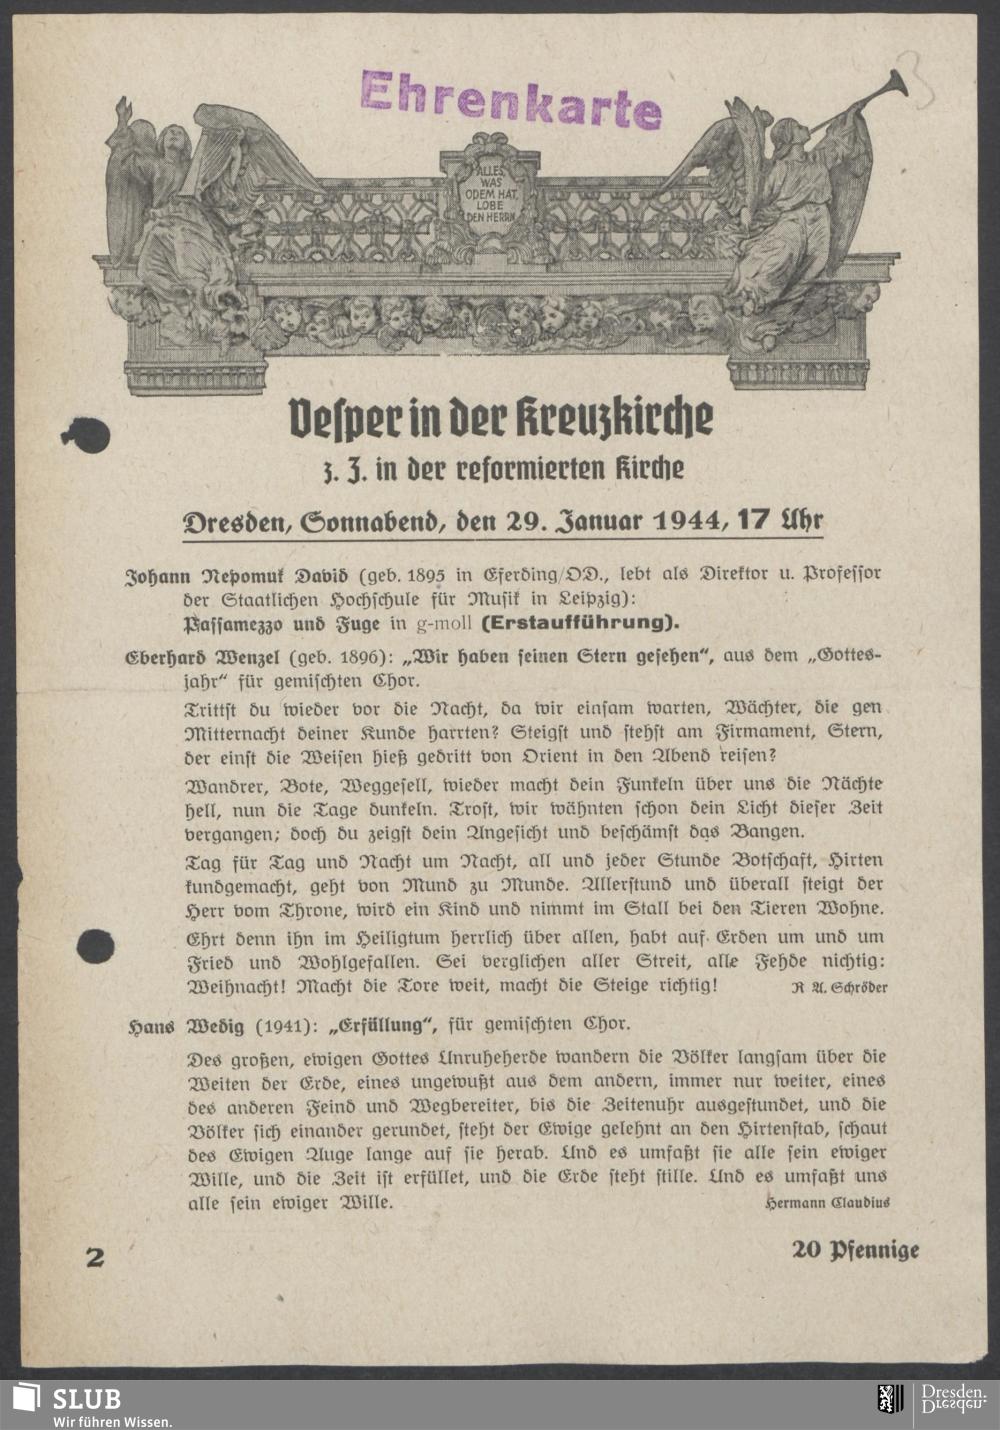 Ehrenkarte
3
ALLES,
WAS
ODEM HAT,
LOBE
DEN HERRN
Vesper in der Kreuzkirche
z. Z. in der reformierten Kirche
Dresden, Sonnabend, den 29. Januar 1944, 17 Uhr
Johann Nepomuk David (geb. 1895 in Eferding/OD., lebt als Direktor u. Professor
der Staatlichen Hochschule für Musik in Leipzig):
Passamezzo und Fuge in g-moll (Erstaufführung).
Eberhard Wenzel (geb. 1896): „Wir haben seinen Stern gesehen“, aus dem „Gottes-
jahr“ für gemischten Chor.
Trittst du wieder vor die Nacht, da wir einsam warten, Wächter, die gen
Mitternacht deiner Kunde harrten? Steigst und stehst am Firmament, Stern,
der einst die Weisen hieß gedritt von Orient in den Abend reisen?
Wandrer, Bote, Weggesell, wieder macht dein Funkeln über uns die Nächte
hell, nun die Tage dunkeln. Trost, wir wähnten schon dein Licht dieser Zeit
vergangen; doch du zeigst dein Angesicht und beschämst das Bangen.
Tag für Tag und Nacht um Nacht, all und jeder Stunde Botschaft, Hirten
kundgemacht, geht von Mund zu Munde. Allerstund und überall steigt der
Herr vom Throne, wird ein Kind und nimmt im Stall bei den Tieren Wohne.
Ehrt denn ihn im Heiligtum herrlich über allen, habt auf Erden um und um
Fried und Wohlgefallen. Sei verglichen aller Streit, alle Fehde nichtig:
Weihnacht! Macht die Tore weit, macht die Steige richtig! R A. Schröder
Hans Wedig (1941): „Erfüllung“, für gemischten Chor.
Des großen, ewigen Gottes Unruheherde wandern die Völker langsam über die
Weiten der Erde, eines ungewußt aus dem andern, immer nur weiter, eines
des anderen Feind und Wegbereiter, bis die Zeitenuhr ausgestundet, und die
Völker sich einander gerundet, steht der Ewige gelehnt an den Hirtenstab, schaut
des Ewigen Auge lange auf sie herab. Und es umfaßt sie alle sein ewiger
Wille, und die Zeit ist erfüllet, und die Erde steht stille. Und es umfaßt uns
alle sein ewiger Wille. Hermann Claudius
2
20 Pfennige
SLUB
Wir führen Wissen.
Dresden.
Dresden.